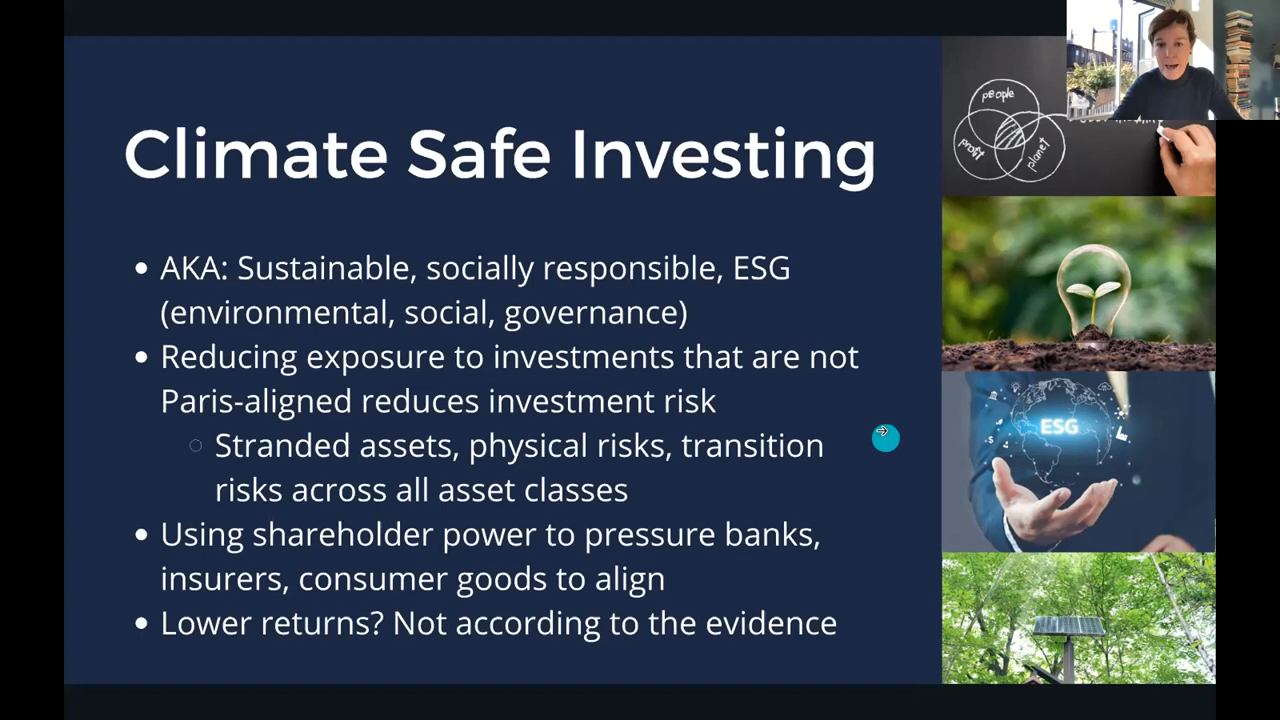 Climate Safe Investing
• AKA: Sustainable, socially responsible, ESG
(environmental, social, governance)
• Reducing exposure to investments that are not
Paris-aligned reduces investment risk
○ Stranded assets, physical risks, transition
risks across all asset classes
• Using shareholder power to pressure banks,
insurers, consumer goods to align
• Lower returns? Not according to the evidence
people
profit
planet
ESG